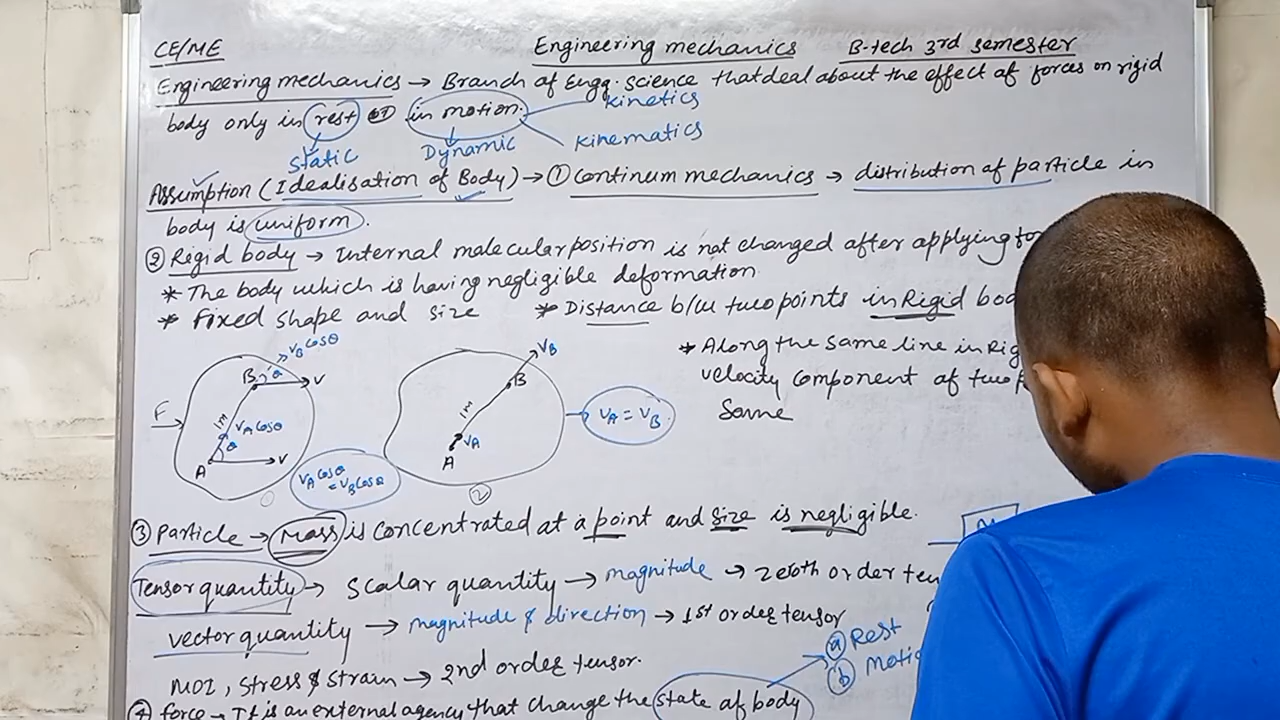 CE/ME Engineering mechanics B-tech 3rd semester
Engineering mechanics → Branch of Engg. science that deal about the effect of forces on rigid
body only in rest or in motion.
Kinetics
Kinematics
Static Dynamic
Assumption (Idealisation of Body) → ① Continum mechanics → distribution of particle in
body is uniform.
② Rigid body → Internal molecular position is not changed after applying
* The body which is having negligible deformation
* Fixed shape and size * Distance b/w two points in Rigid
* Along the same line in
velocity component of two
Same
F
A
B
1m
θ
θ
V
V
VA cosθ
VB cosθ
VA cosθ
= VB cosθ
A
B
1m
VA
VB
②
VA = VB
③ Particle → Mass is concentrated at a point and size is negligible.
Tensor quantity → Scalar quantity → magnitude → zeroth order
vector quantity → magnitude & direction → 1st order tensor
MOI, Stress & Strain → 2nd order tensor.
ⓐ Rest
ⓑ
④ force → It is an external agency that change the state of body